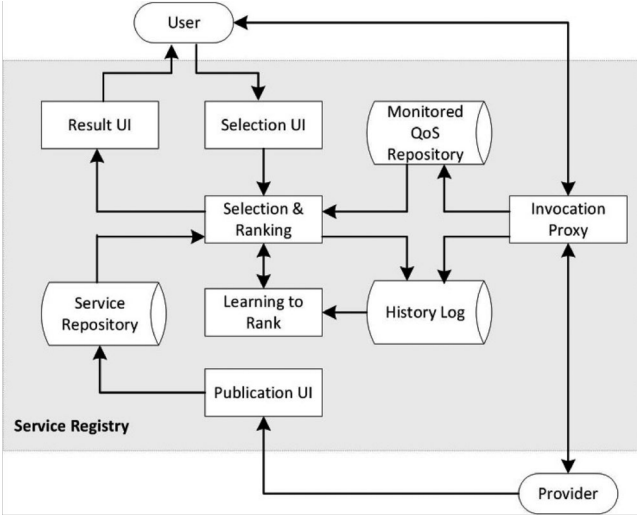 User
Result UI
Selection UI
Monitored
QoS
Repository
Selection &
Ranking
Invocation
Proxy
Service
Repository
Learning to
Rank
History Log
Publication UI
Service Registry
Provider